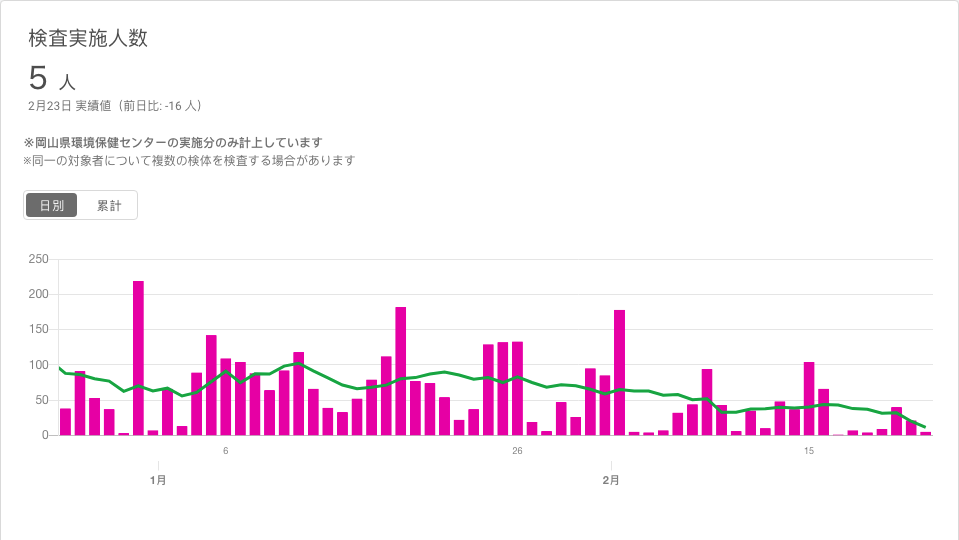 検査実施人数
5 人
2月23日 実績値（前日比: -16 人）
※岡山県環境保健センターの実施分のみ計上しています
※同一の対象者について複数の検体を検査する場合があります
日別 累計
250
200
150
100
50
0
6 26 15
1月 2月